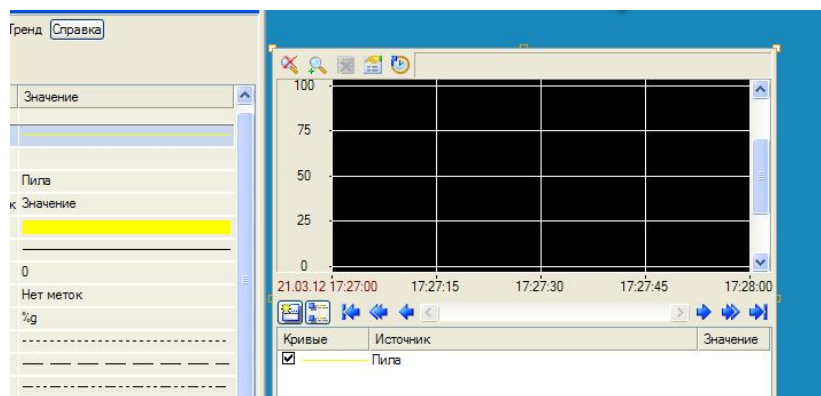 Тренд Справка
Значение
Пила
Значение
0
Нет меток
%g
100
75
50
25
0
21.03.12 17:27:00 17:27:15 17:27:30 17:27:45 17:28:00
Кривые Источник Значение
Пила